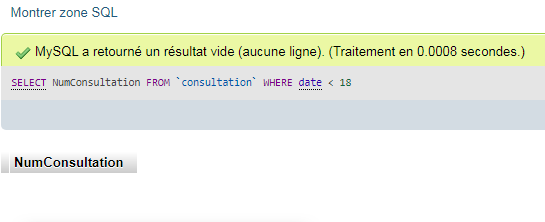 Montrer zone SQL
MySQL a retourné un résultat vide (aucune ligne). (Traitement en 0.0008 secondes.)
SELECT NumConsultation FROM `consultation` WHERE date < 18
NumConsultation